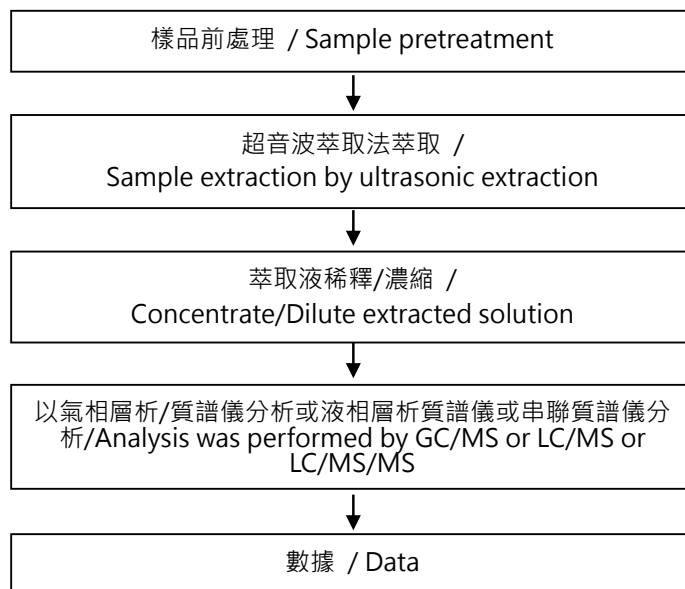 樣品前處理 / Sample pretreatment
超音波萃取法萃取 /
Sample extraction by ultrasonic extraction
萃取液稀釋/濃縮 /
Concentrate/Dilute extracted solution
以氣相層析/質譜儀分析或液相層析質譜儀或串聯質譜儀分
析/Analysis was performed by GC/MS or LC/MS or
LC/MS/MS
數據 / Data